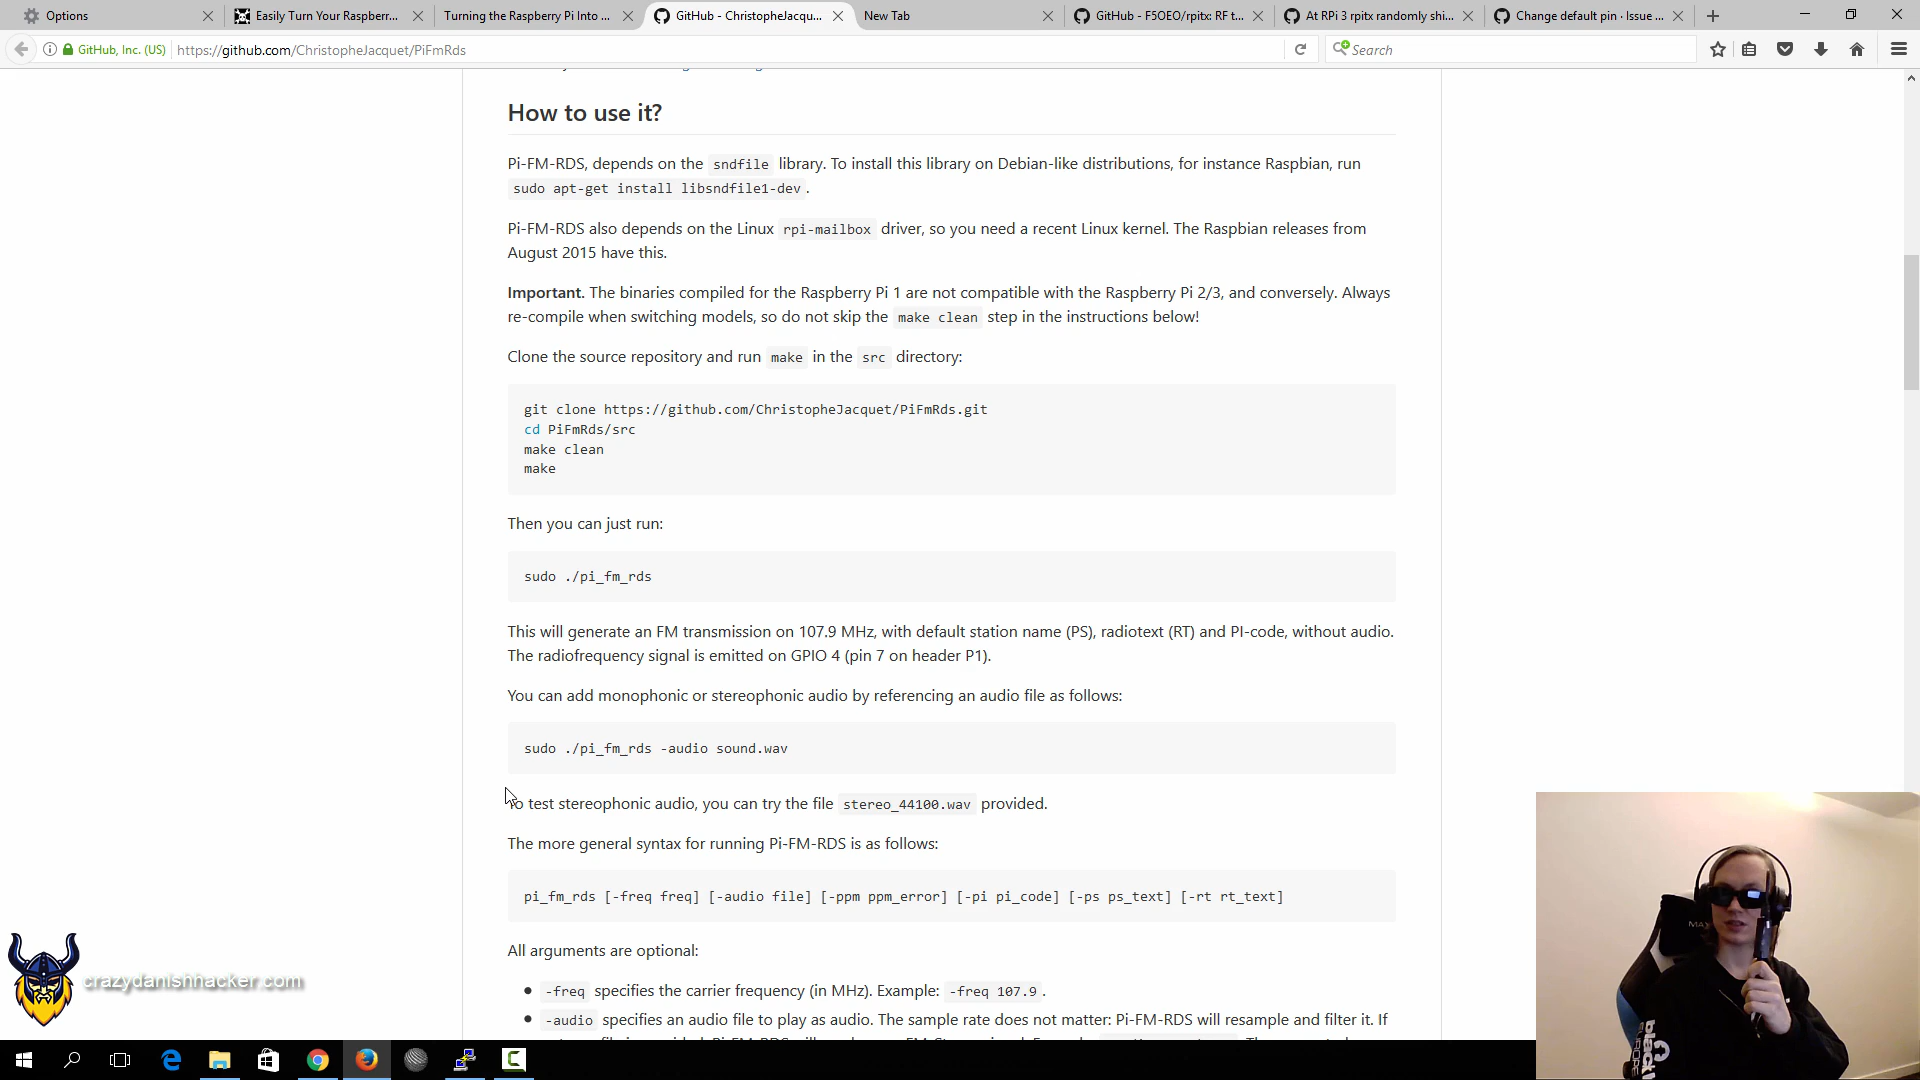 Options
Easily Turn Your Raspberr...
Turning the Raspberry Pi Into ...
GitHub - ChristopheJacqu...
New Tab
GitHub - F5OEO/rpitx: RF t...
At RPi 3 rpitx randomly shi...
Change default pin · Issue ...
GitHub, Inc. (US)
https://github.com/ChristopheJacquet/PiFmRds
Search
How to use it?
Pi-FM-RDS, depends on the sndfile library. To install this library on Debian-like distributions, for instance Raspbian, run
sudo apt-get install libsndfile1-dev.
Pi-FM-RDS also depends on the Linux rpi-mailbox driver, so you need a recent Linux kernel. The Raspbian releases from
August 2015 have this.
Important. The binaries compiled for the Raspberry Pi 1 are not compatible with the Raspberry Pi 2/3, and conversely. Always
re-compile when switching models, so do not skip the make clean step in the instructions below!
Clone the source repository and run make in the src directory:
git clone https://github.com/ChristopheJacquet/PiFmRds.git
cd PiFmRds/src
make clean
make
Then you can just run:
sudo ./pi_fm_rds
This will generate an FM transmission on 107.9 MHz, with default station name (PS), radiotext (RT) and PI-code, without audio.
The radiofrequency signal is emitted on GPIO 4 (pin 7 on header P1).
You can add monophonic or stereophonic audio by referencing an audio file as follows:
sudo ./pi_fm_rds -audio sound.wav
To test stereophonic audio, you can try the file stereo_44100.wav provided.
The more general syntax for running Pi-FM-RDS is as follows:
pi_fm_rds [-freq freq] [-audio file] [-ppm ppm_error] [-pi pi_code] [-ps ps_text] [-rt rt_text]
All arguments are optional:
-freq specifies the carrier frequency (in MHz). Example: -freq 107.9.
-audio specifies an audio file to play as audio. The sample rate does not matter: Pi-FM-RDS will resample and filter it. If
crazydanishhacker.com